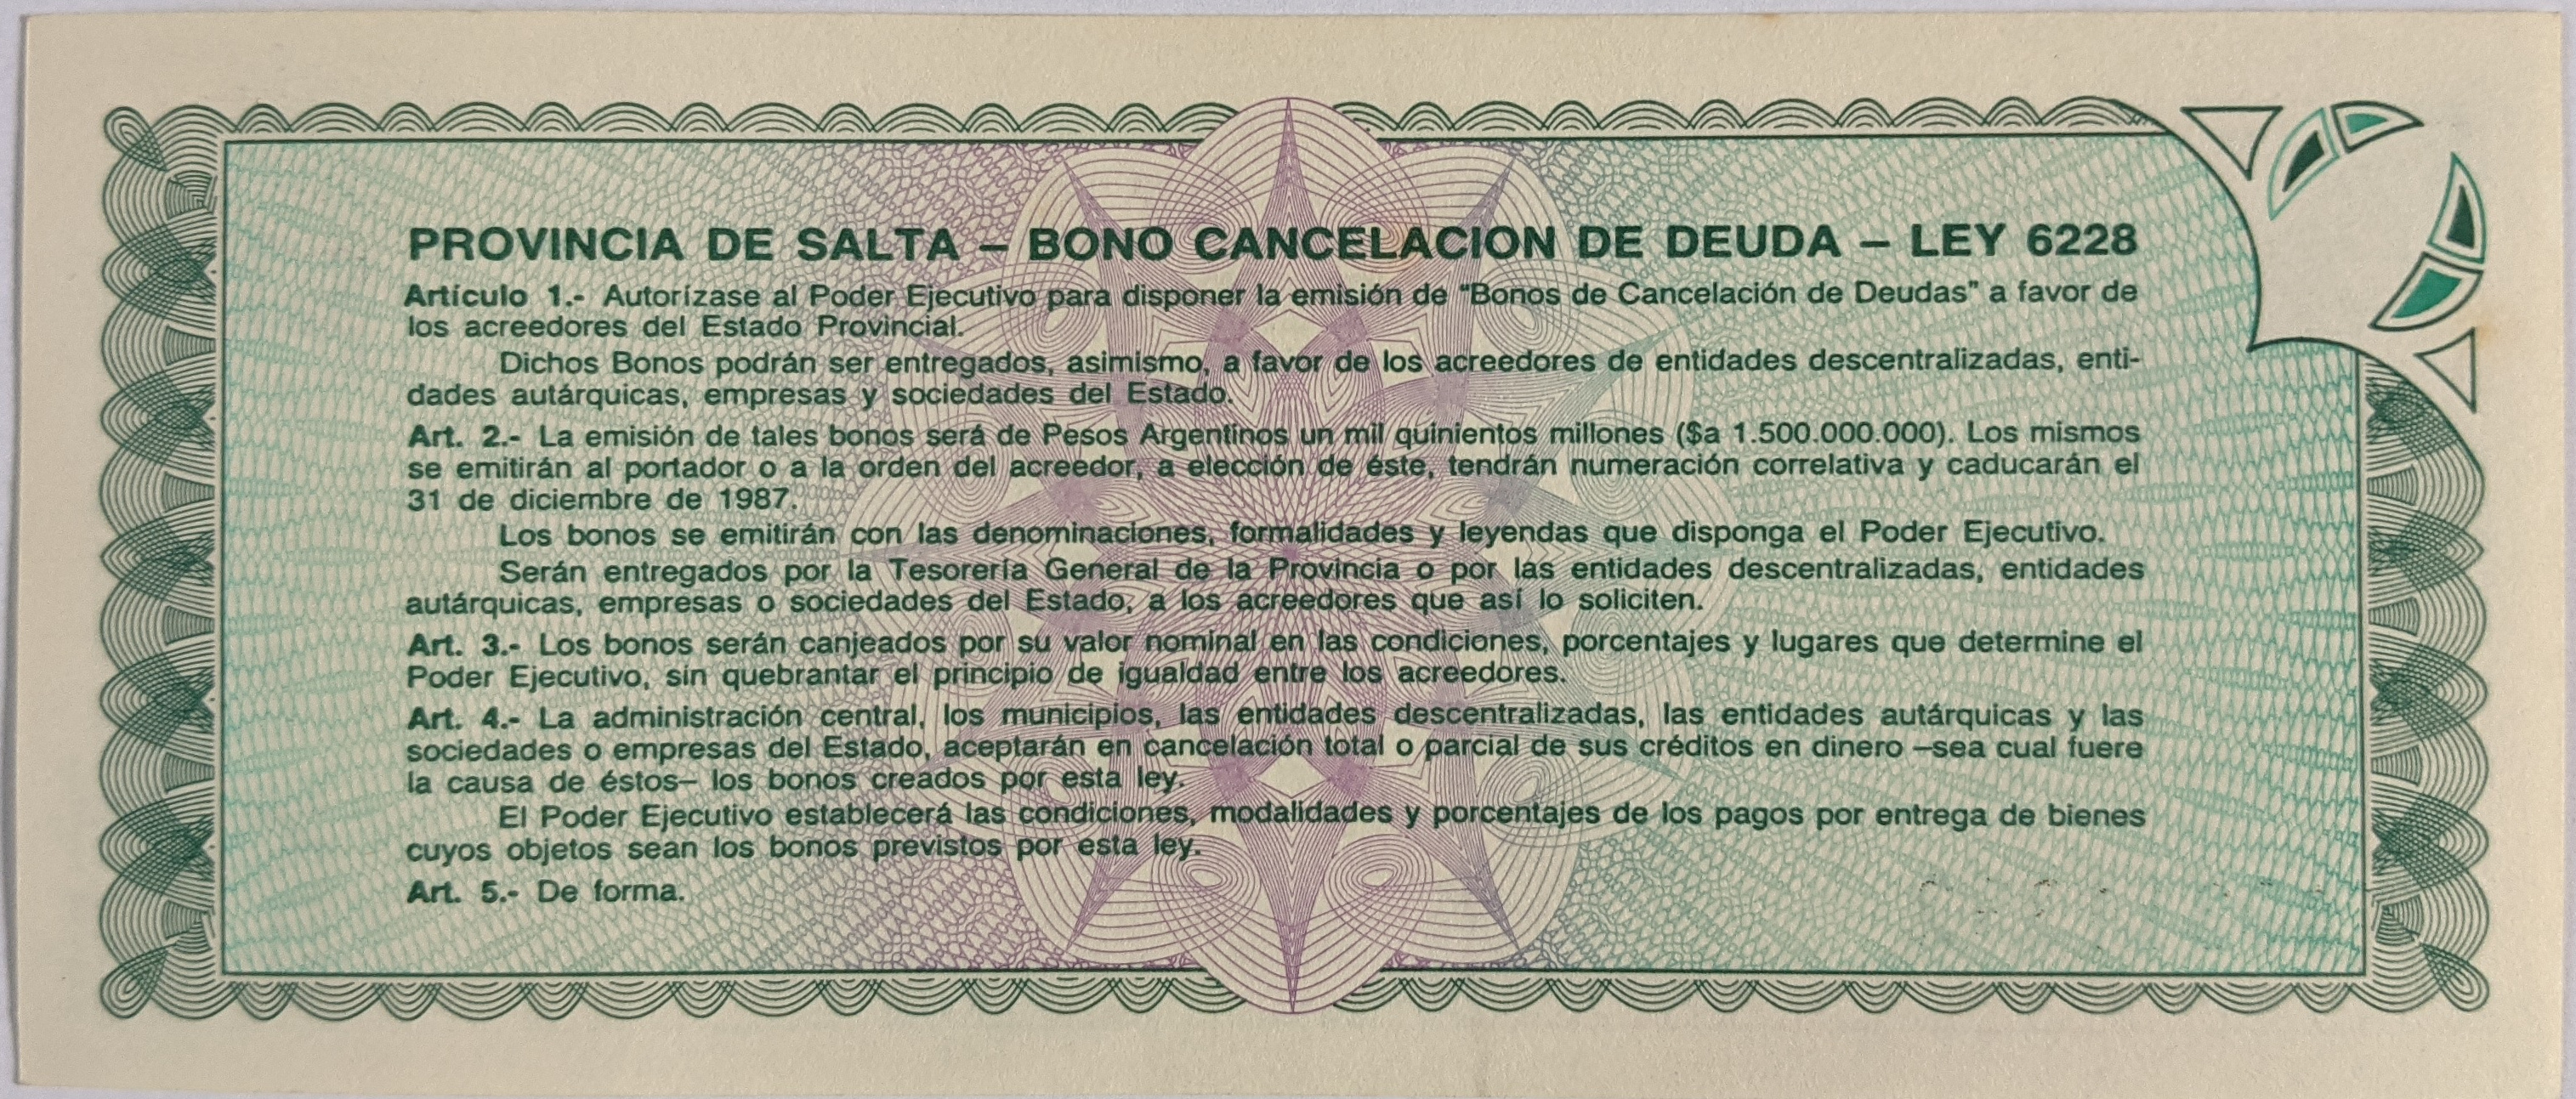 PROVINCIA DE SALTA – BONO CANCELACION DE DEUDA – LEY 6228
Artículo 1.- Autorízase al Poder Ejecutivo para disponer la emisión de "Bonos de Cancelación de Deudas" a favor de
los acreedores del Estado Provincial.
Dichos Bonos podrán ser entregados, asimismo, a favor de los acreedores de entidades descentralizadas, enti-
dades autárquicas, empresas y sociedades del Estado.
Art. 2.- La emisión de tales bonos será de Pesos Argentinos un mil quinientos millones ($a 1.500.000.000). Los mismos
se emitirán al portador o a la orden del acreedor, a elección de éste, tendrán numeración correlativa y caducarán el
31 de diciembre de 1987.
Los bonos se emitirán con las denominaciones, formalidades y leyendas que disponga el Poder Ejecutivo.
Serán entregados por la Tesorería General de la Provincia o por las entidades descentralizadas, entidades
autárquicas, empresas o sociedades del Estado, a los acreedores que así lo soliciten.
Art. 3.- Los bonos serán canjeados por su valor nominal en las condiciones, porcentajes y lugares que determine el
Poder Ejecutivo, sin quebrantar el principio de igualdad entre los acreedores.
Art. 4.- La administración central, los municipios, las entidades descentralizadas, las entidades autárquicas y las
sociedades o empresas del Estado, aceptarán en cancelación total o parcial de sus créditos en dinero –sea cual fuere
la causa de éstos– los bonos creados por esta ley.
El Poder Ejecutivo establecerá las condiciones, modalidades y porcentajes de los pagos por entrega de bienes
cuyos objetos sean los bonos previstos por esta ley.
Art. 5.- De forma.